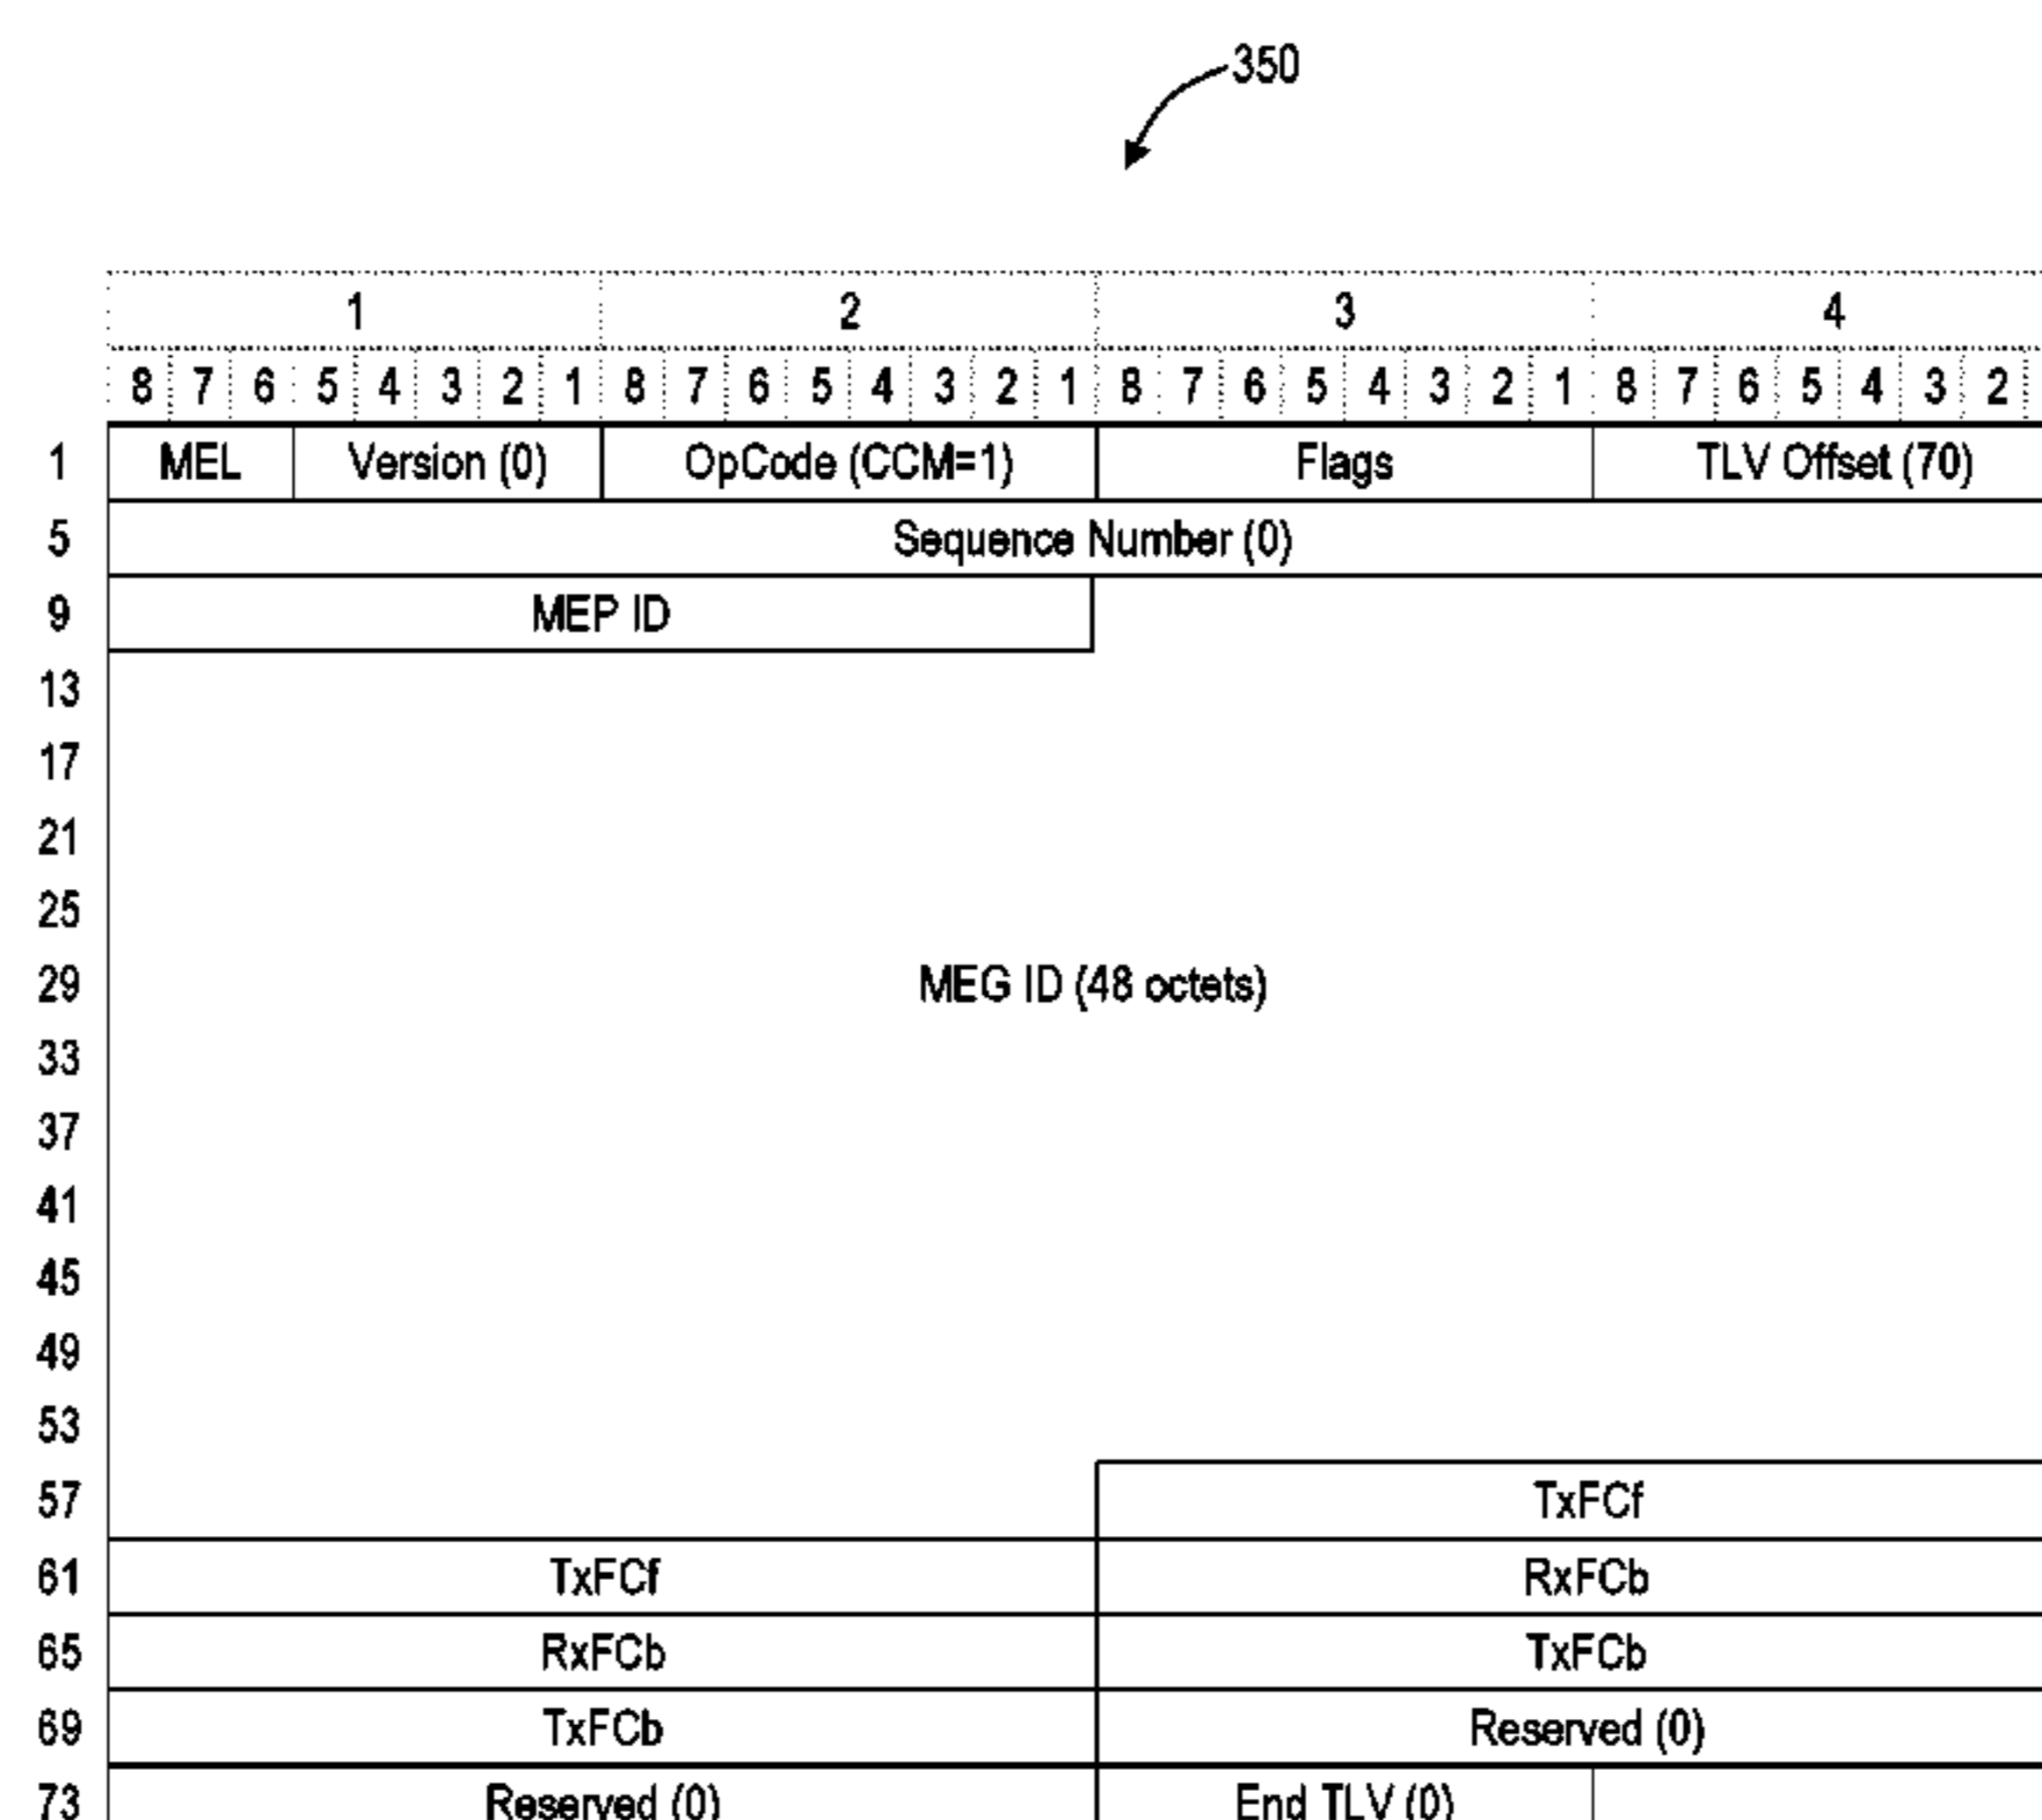 350
1 2 3 4
8 7 6 5 4 3 2 1 8 7 6 5 4 3 2 1 8 7 6 5 4 3 2 1 8 7 6 5 4 3 2
1 MEL Version (0) OpCode (CCM=1) Flags TLV Offset (70)
5 Sequence Number (0)
9 MEP ID
13
17
21
25
29 MEG ID (48 octets)
33
37
41
45
49
53
57 TxFCf
61 TxFCf RxFCb
65 RxFCb TxFCb
69 TxFCb Reserved (0)
73 Reserved (0) End TLV (0)